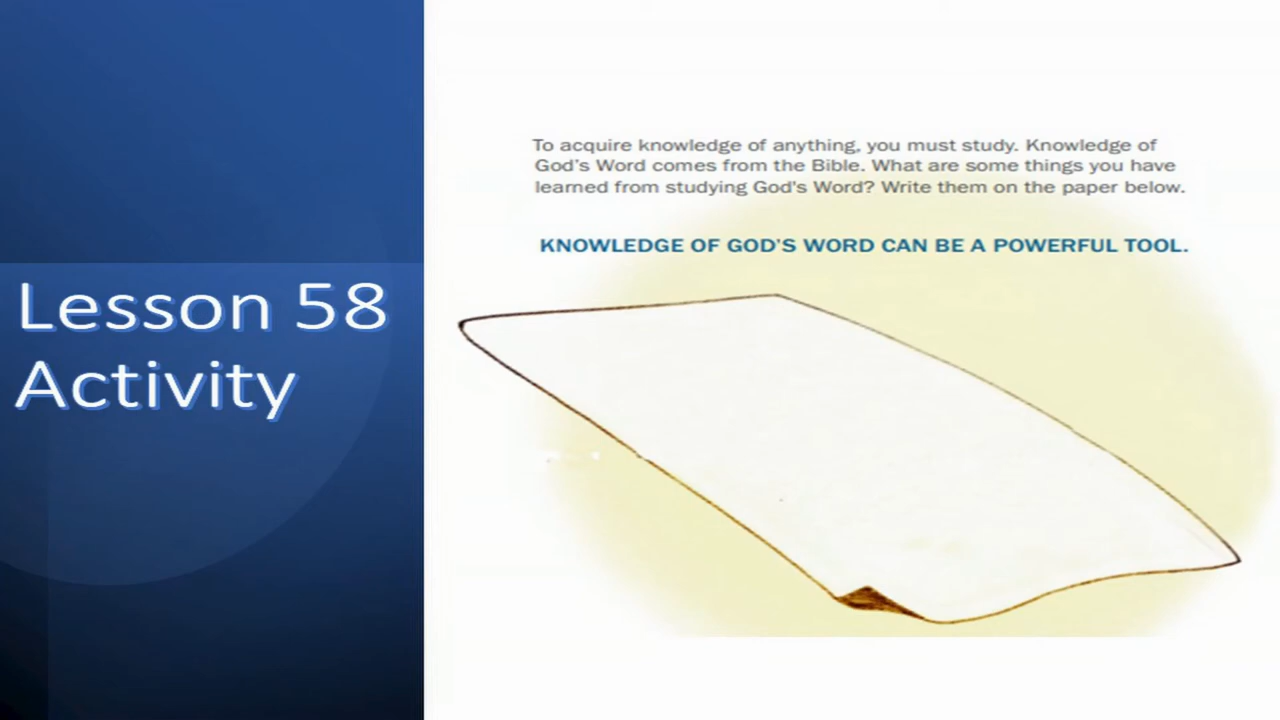 Lesson 58
Activity
To acquire knowledge of anything, you must study. Knowledge of
God's Word comes from the Bible. What are some things you have
learned from studying God's Word? Write them on the paper below.
KNOWLEDGE OF GOD'S WORD CAN BE A POWERFUL TOOL.